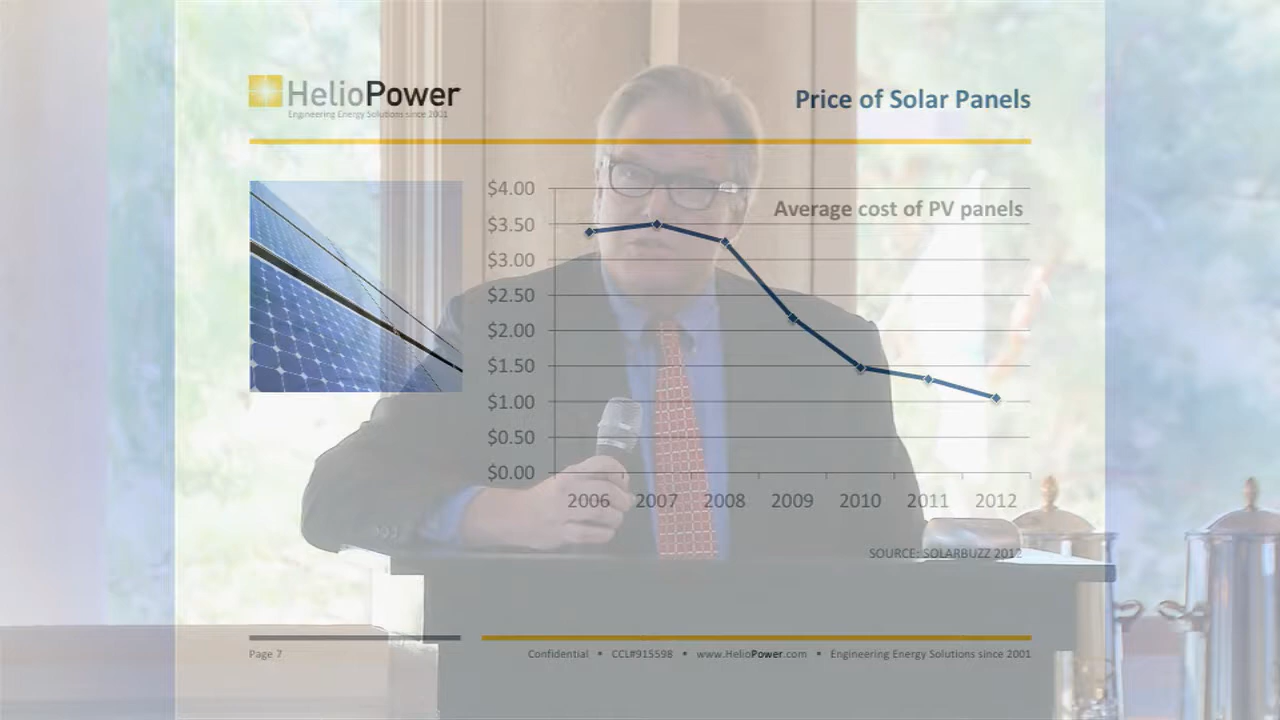 HelioPower
Engineering Energy Solutions since 2001
Price of Solar Panels
Average cost of PV panels
$4.00
$3.50
$3.00
$2.50
$2.00
$1.50
$1.00
$0.50
$0.00
2006 2007 2008 2009 2010 2011 2012
SOURCE: SOLARBUZZ 2012
Page 7
Confidential • CCL#915598 • www.HelioPower.com • Engineering Energy Solutions since 2001